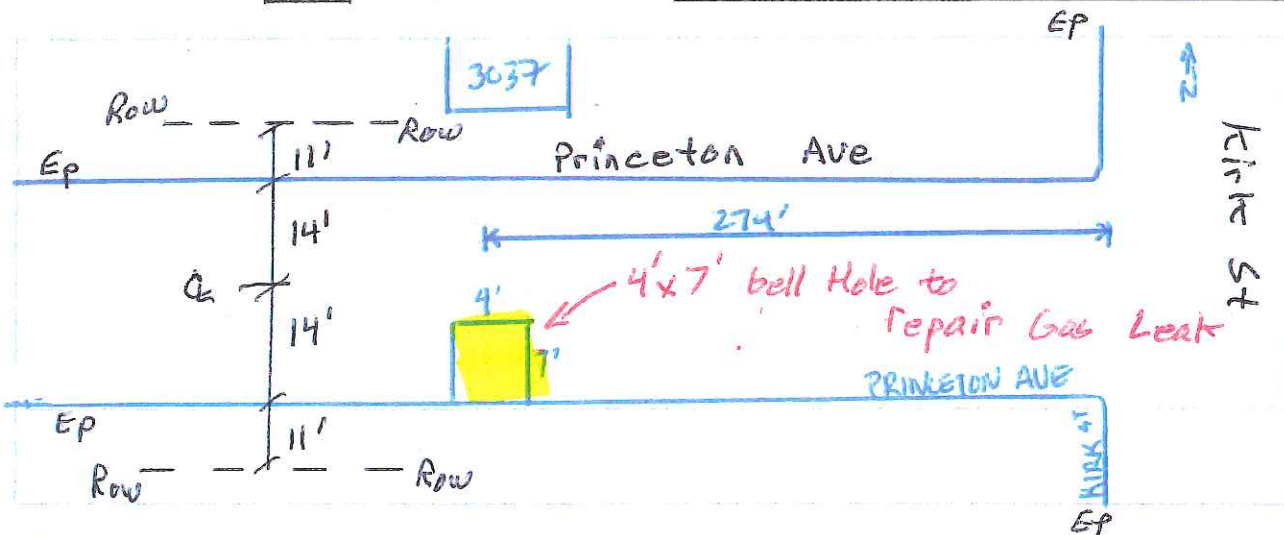 EP
3037
N
Row
Row
11'
Ep
Princeton Ave
Kirk St
14'
274'
CL
4'x7' bell Hole to
repair Gas Leak
4'
14'
7'
PRINCETON AVE
Ep
11'
KIRK ST
Row
Row
EP